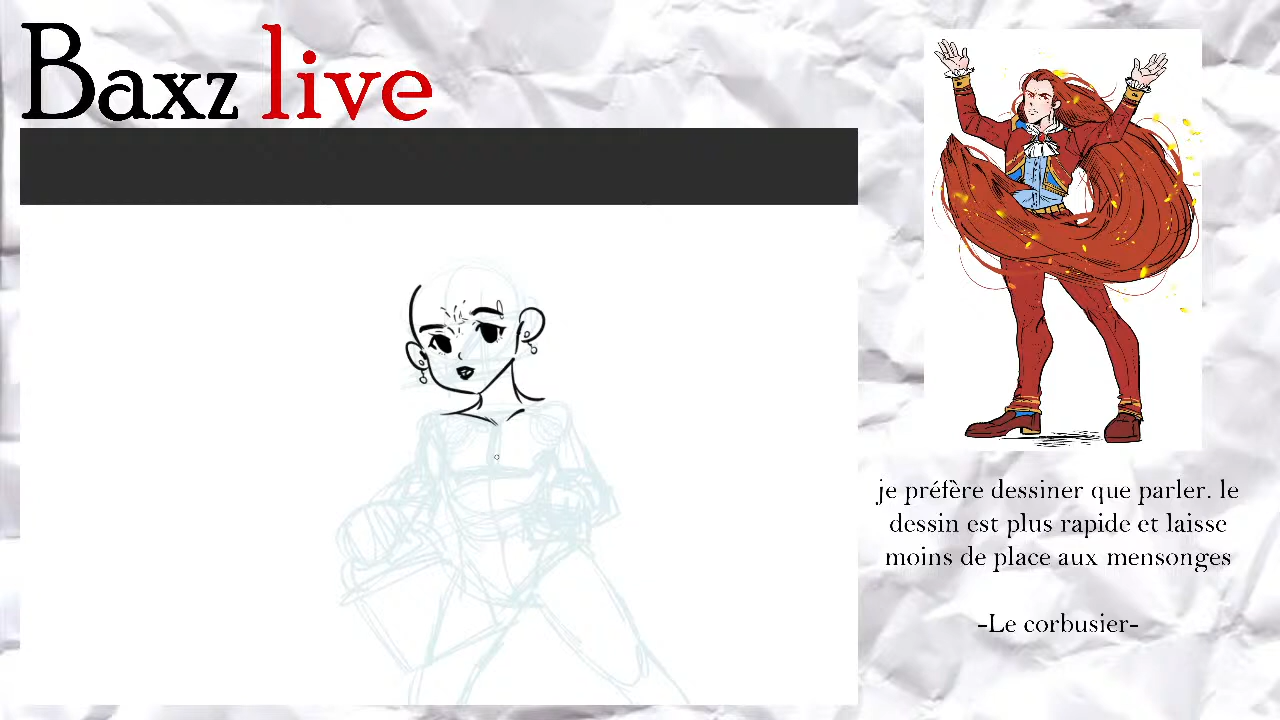 Baxz live
je préfère dessiner que parler. le
dessin est plus rapide et laisse
moins de place aux mensonges
-Le corbusier-